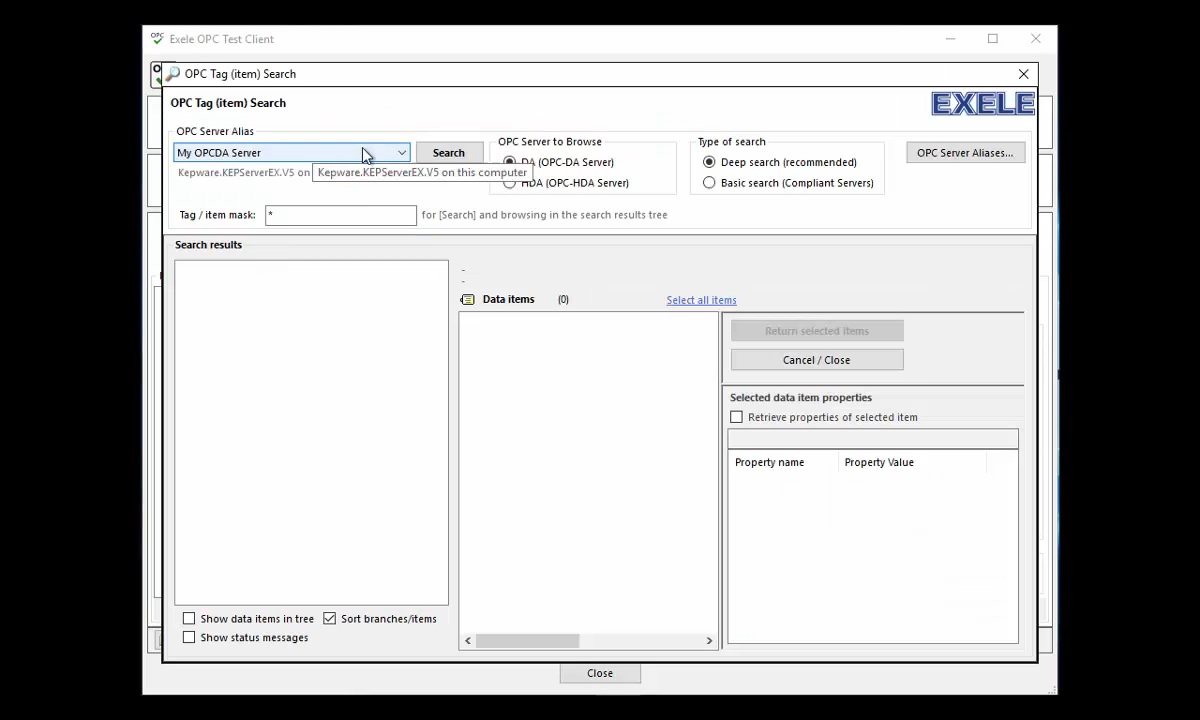 OPC
Exele OPC Test Client
OPC Tag (item) Search
OPC Tag (item) Search
EXELE
OPC Server Alias
My OPCDA Server
Search
Kepware.KEPServerEX.V5 on
Kepware.KEPServerEX.V5 on this computer
OPC Server to Browse
DA (OPC-DA Server)
HDA (OPC-HDA Server)
Type of search
Deep search (recommended)
Basic search (Compliant Servers)
OPC Server Aliases...
Tag / item mask:
*
for [Search] and browsing in the search results tree
Search results
-
-
Data items
(0)
Select all items
Return selected items
Cancel / Close
Selected data item properties
Retrieve properties of selected item
Property name
Property Value
Show data items in tree
Sort branches/items
Show status messages
Close